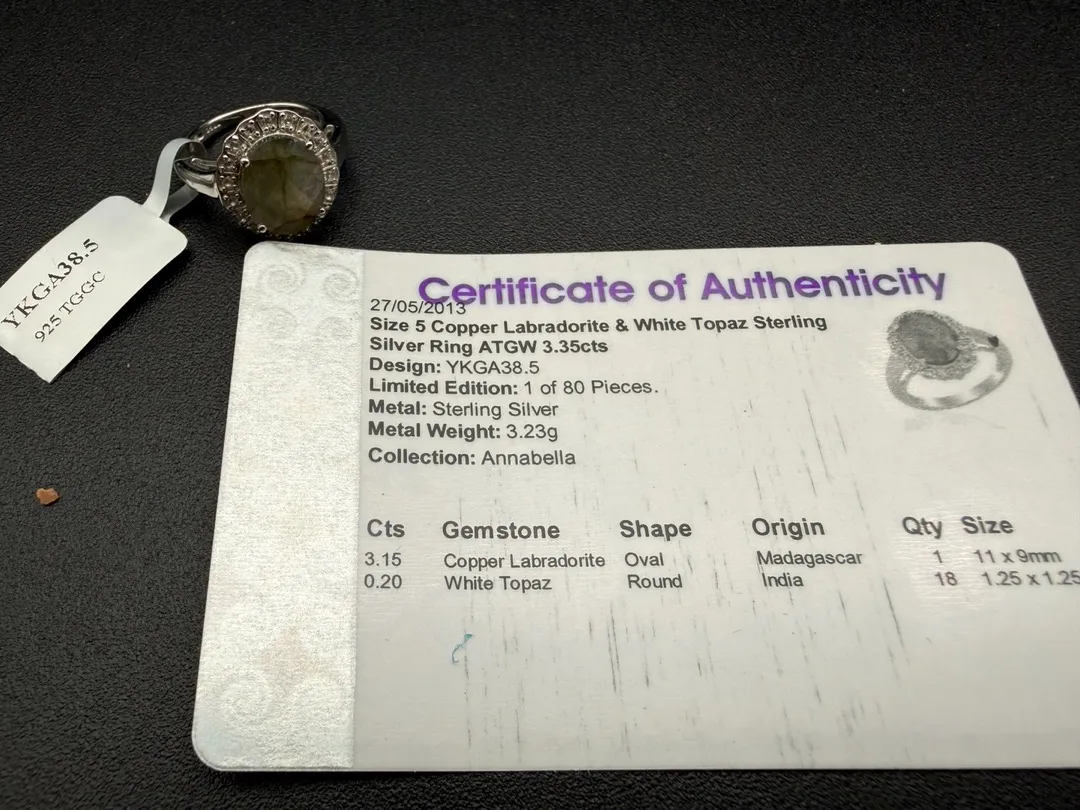 YKGA38.5
925 TGGC
Certificate of Authenticity
27/05/2013
Size 5 Copper Labradorite & White Topaz Sterling
Silver Ring ATGW 3.35cts
Design: YKGA38.5
Limited Edition: 1 of 80 Pieces.
Metal: Sterling Silver
Metal Weight: 3.23g
Collection: Annabella
Cts Gemstone Shape Origin Qty Size
3.15 Copper Labradorite Oval Madagascar 1 11 x 9mm
0.20 White Topaz Round India 18 1.25 x 1.25